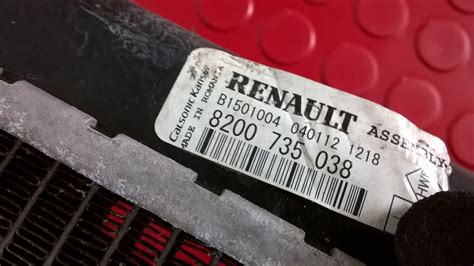 Calsonic Kansei
MADE IN ROMANIA
RENAULT ASSEMBLY
B1501004 040112 1218
8200 735 038